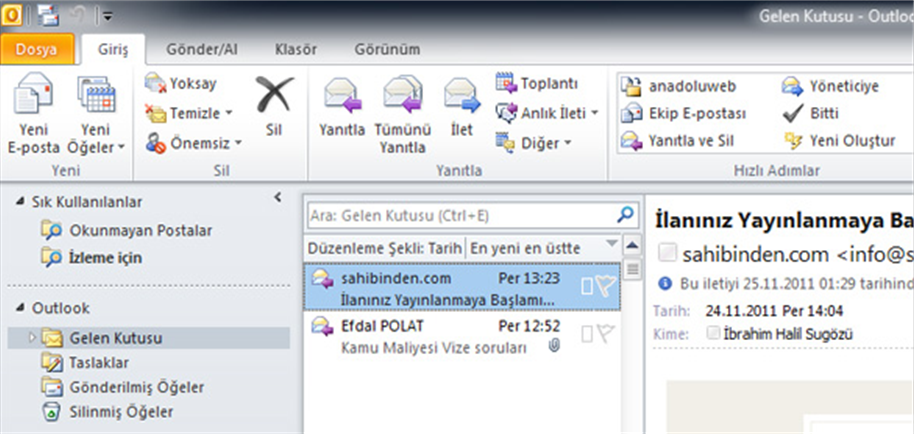 Gelen Kutusu - Outlo
Dosya Giriş Gönder/Al Klasör Görünüm
Yeni E-posta
Yeni Öğeler
Yeni
Yoksay
Temizle
Önemsiz
Sil
Sil
Yanıtla
Tümünü Yanıtla
İlet
Toplantı
Anlık İleti
Diğer
Yanıtla
anadoluweb
Ekip E-postası
Yanıtla ve Sil
Yöneticiye
Bitti
Yeni Oluştur
Hızlı Adımlar
Sık Kullanılanlar
Okunmayan Postalar
İzleme için
Outlook
Gelen Kutusu
Taslaklar
Gönderilmiş Öğeler
Silinmiş Öğeler
Ara: Gelen Kutusu (Ctrl+E)
Düzenleme Şekli: Tarih En yeni en üstte
sahibinden.com Per 13:23
İlanınız Yayınlanmaya Başlamı...
Efdal POLAT Per 12:52
Kamu Maliyesi Vize soruları
İlanınız Yayınlanmaya Ba
sahibinden.com <info@s
Bu iletiyi 25.11.2011 01:29 tarihind
Tarih: 24.11.2011 Per 14:04
Kime: İbrahim Halil Sugözü